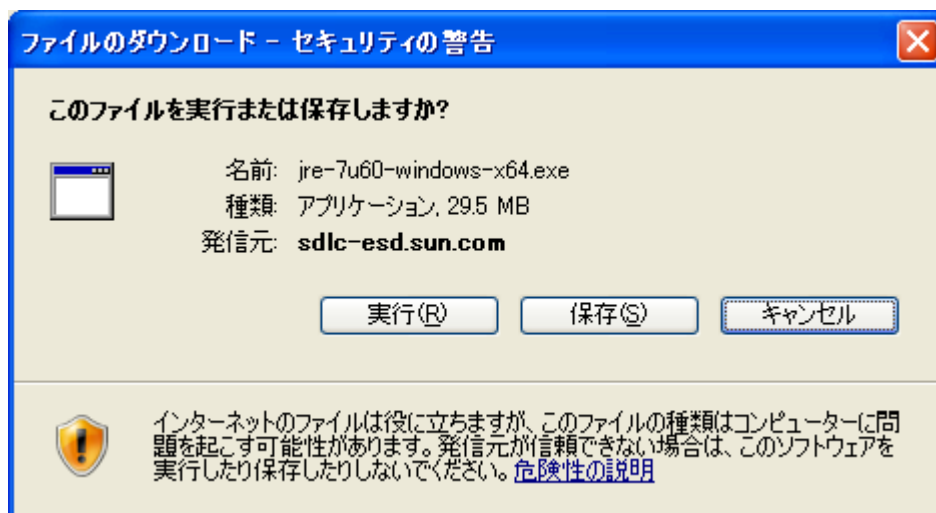 ファイルのダウンロード - セキュリティの警告
このファイルを実行または保存しますか?
名前: jre-7u60-windows-x64.exe
種類: アプリケーション, 29.5 MB
発信元: sdlc-esd.sun.com
実行(R) 保存(S) キャンセル
インターネットのファイルは役に立ちますが、このファイルの種類はコンピューターに問
題を起こす可能性があります。発信元が信頼できない場合は、このソフトウェアを
実行したり保存したりしないでください。危険性の説明